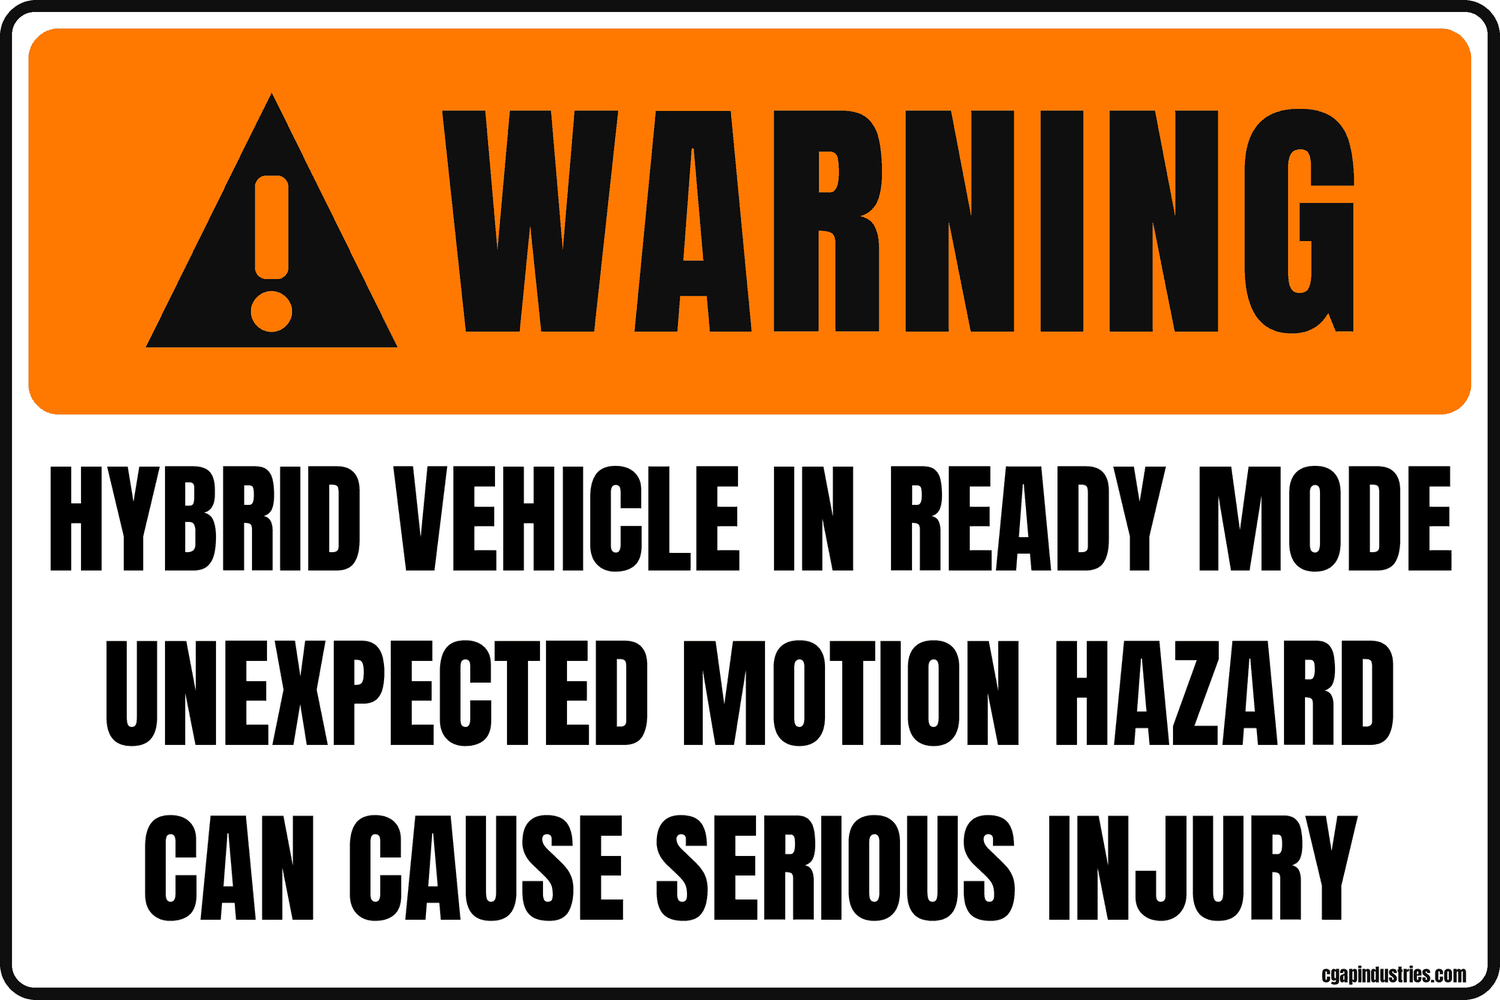 WARNING
HYBRID VEHICLE IN READY MODE
UNEXPECTED MOTION HAZARD
CAN CAUSE SERIOUS INJURY
cgapindustries.com